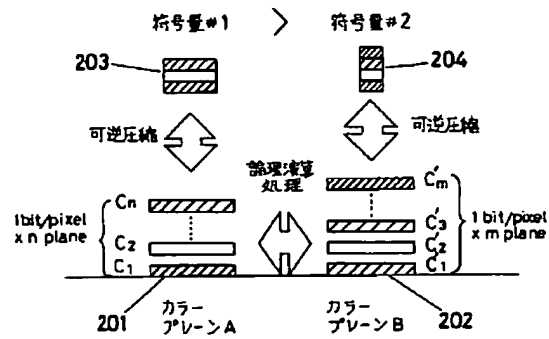 符号量#1 > 符号量#2
203
204
可逆圧縮
可逆圧縮
論理演算
処理
Cn
C2
C1
1bit/pixel
x n plane
C'm
C'3
C'2
C'1
1 bit/pixel
x m plane
201
カラー
プレーンA
カラー
プレーンB
202